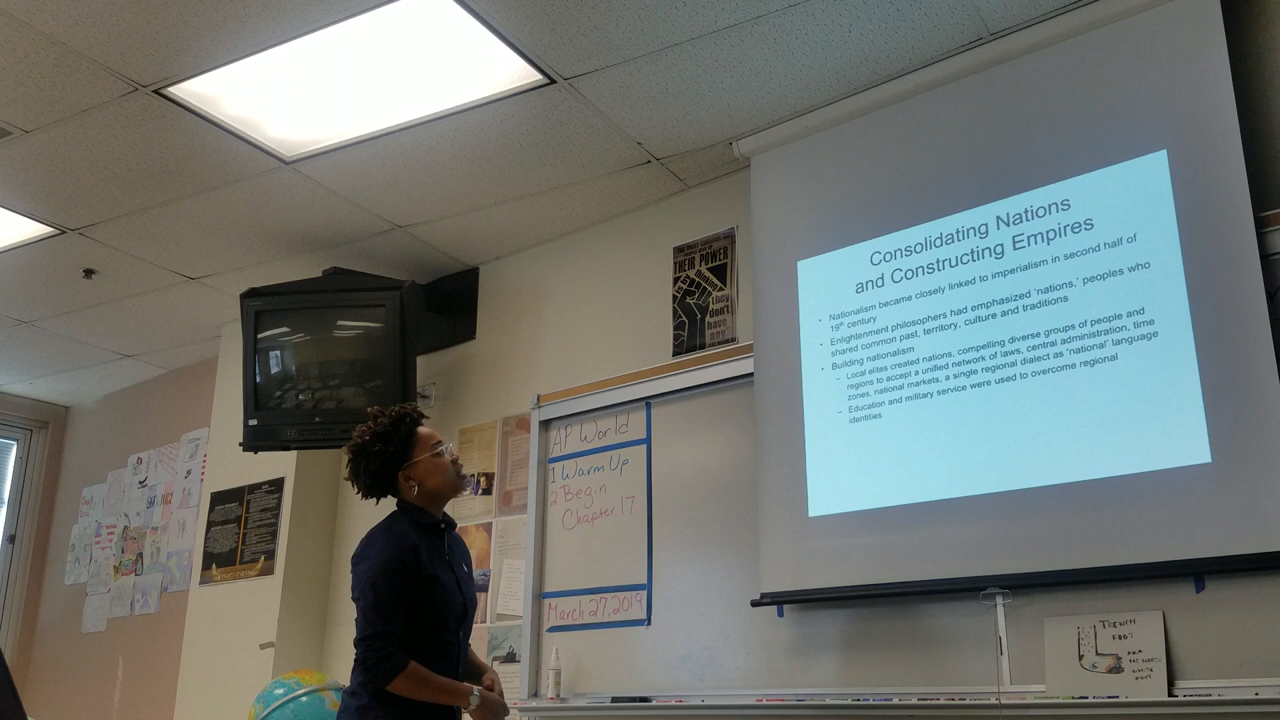 THEIR POWER
they
don't
have
any
AP World
1 Warm Up
2 Begin
Chapter 17
March 27, 2019
Consolidating Nations
and Constructing Empires
• Nationalism became closely linked to imperialism in second half of
19th century
• Enlightenment philosophers had emphasized ‘nations,’ peoples who
shared common past, territory, culture and traditions
• Building nationalism
– Local elites created nations, compelling diverse groups of people and
regions to accept a unified network of laws, central administration, time
zones, national markets, a single regional dialect as ‘national’ language
– Education and military service were used to overcome regional
identities
TRENCH
FOOT
AKA